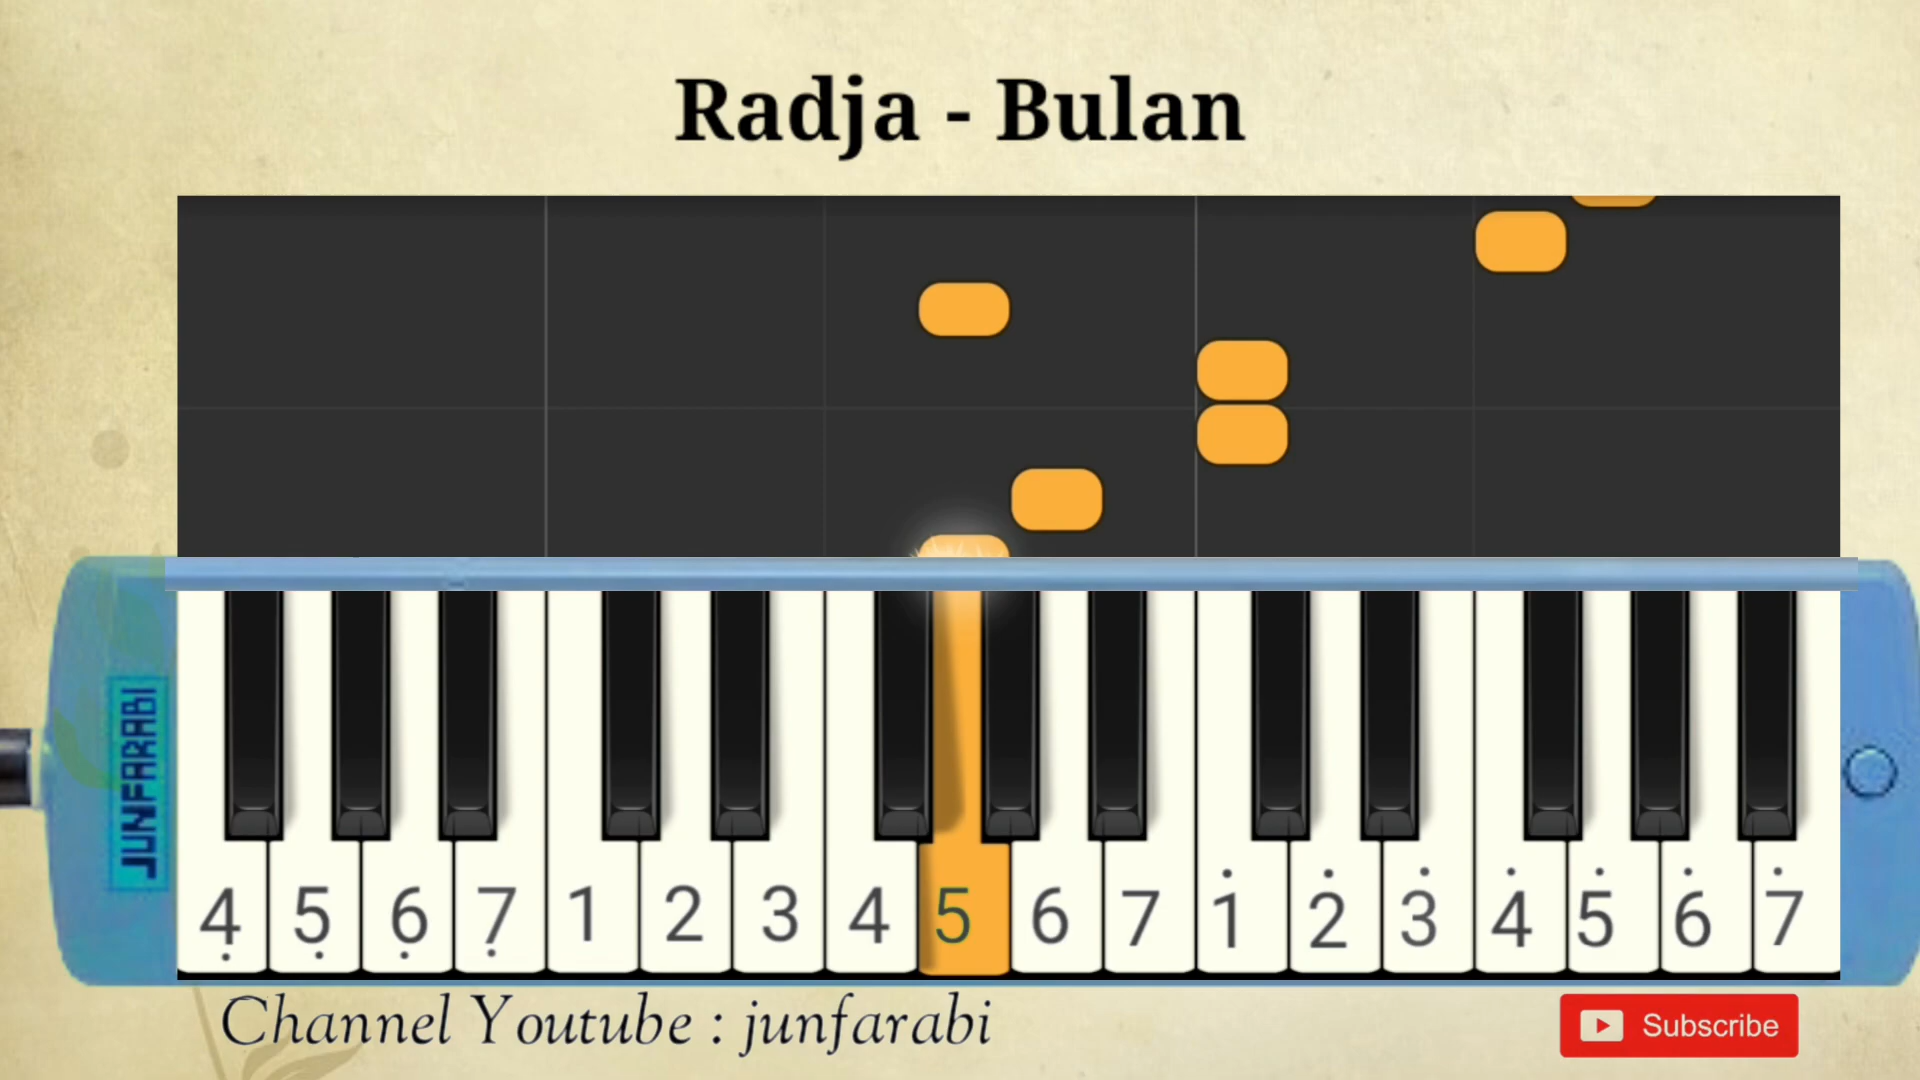 Radja - Bulan
JUNFARABI
4̣ 5̣ 6̣ 7̣ 1 2 3 4 5 6 7 1̇ 2̇ 3̇ 4̇ 5̇ 6̇ 7̇
Channel Youtube : junfarabi
Subscribe